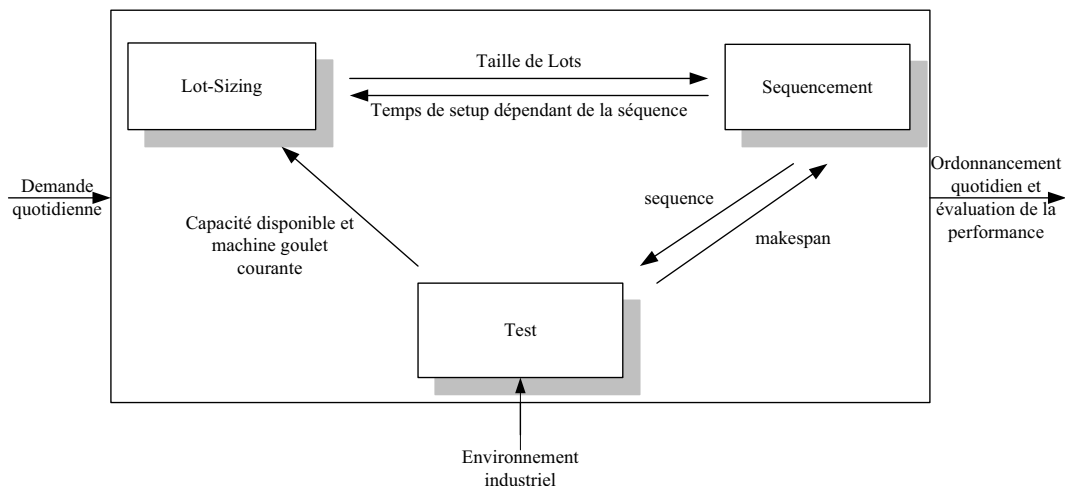 Taille de Lots
Lot-Sizing
Sequencement
Temps de setup dépendant de la séquence
Demande
quotidienne
Ordonnancement
quotidien et
évaluation de la
performance
Capacité disponible et
machine goulet
courante
sequence
makespan
Test
Environnement
industriel